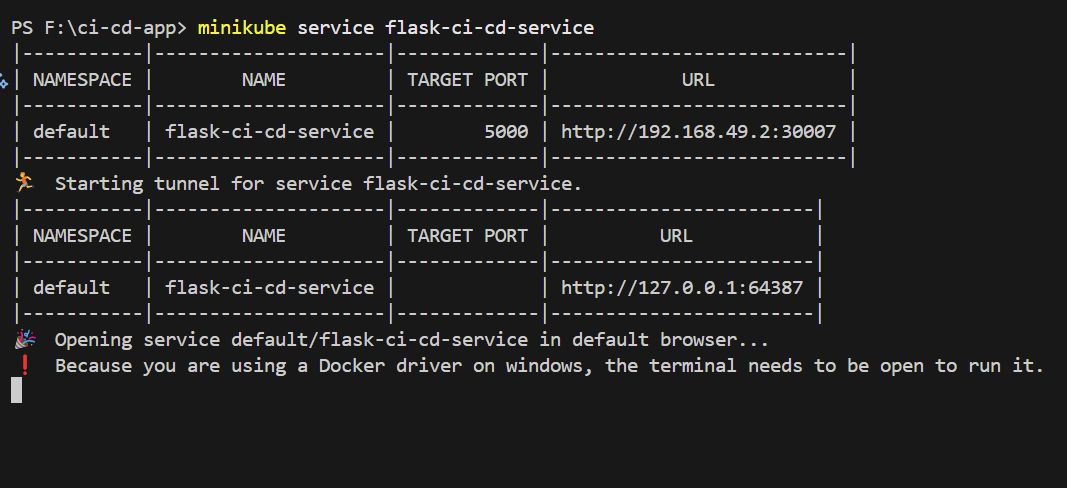 PS F:\ci-cd-app> minikube service flask-ci-cd-service
|-----------|---------------------|-------------|---------------------------|
| NAMESPACE |        NAME         | TARGET PORT |            URL            |
|-----------|---------------------|-------------|---------------------------|
| default   | flask-ci-cd-service |        5000 | http://192.168.49.2:30007 |
|-----------|---------------------|-------------|---------------------------|
🏃  Starting tunnel for service flask-ci-cd-service.
|-----------|---------------------|-------------|------------------------|
| NAMESPACE |        NAME         | TARGET PORT |          URL           |
|-----------|---------------------|-------------|------------------------|
| default   | flask-ci-cd-service |             | http://127.0.0.1:64387 |
|-----------|---------------------|-------------|------------------------|
🎉  Opening service default/flask-ci-cd-service in default browser...
❗  Because you are using a Docker driver on windows, the terminal needs to be open to run it.